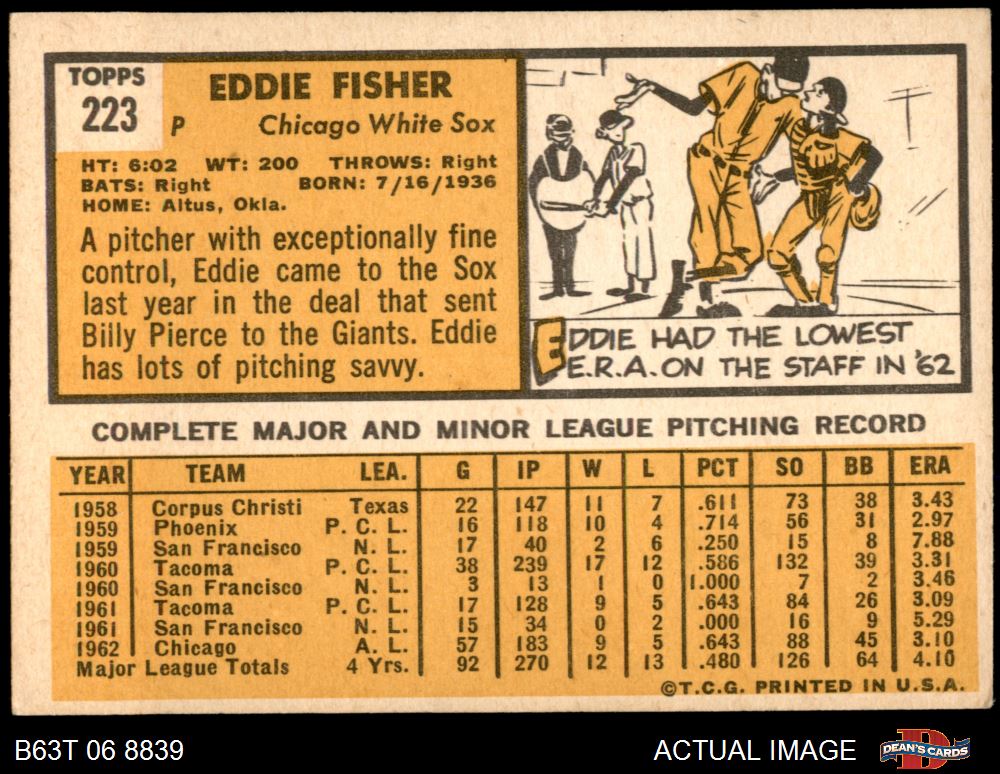 TOPPS
223
P
EDDIE FISHER
Chicago White Sox
HT: 6:02 WT: 200 THROWS: Right
BATS: Right BORN: 7/16/1936
HOME: Altus, Okla.
A pitcher with exceptionally fine
control, Eddie came to the Sox
last year in the deal that sent
Billy Pierce to the Giants. Eddie
has lots of pitching savvy.
EDDIE HAD THE LOWEST
E.R.A. ON THE STAFF IN '62
COMPLETE MAJOR AND MINOR LEAGUE PITCHING RECORD
YEAR TEAM LEA. G IP W L PCT SO BB ERA
1958 Corpus Christi Texas 22 147 11 7 .611 73 38 3.43
1959 Phoenix P. C. L. 16 118 10 4 .714 56 31 2.97
1959 San Francisco N. L. 17 40 2 6 .250 15 8 7.88
1960 Tacoma P. C. L. 38 239 17 12 .586 132 39 3.31
1960 San Francisco N. L. 3 13 1 0 1.000 7 2 3.46
1961 Tacoma P. C. L. 17 128 9 5 .643 84 26 3.09
1961 San Francisco N. L. 15 34 0 2 .000 16 9 5.29
1962 Chicago A. L. 57 183 9 5 .643 88 45 3.10
Major League Totals 4 Yrs. 92 270 12 13 .480 126 64 4.10
©T.C.G. PRINTED IN U.S.A.
B63T 06 8839
ACTUAL IMAGE
DEAN'S CARDS